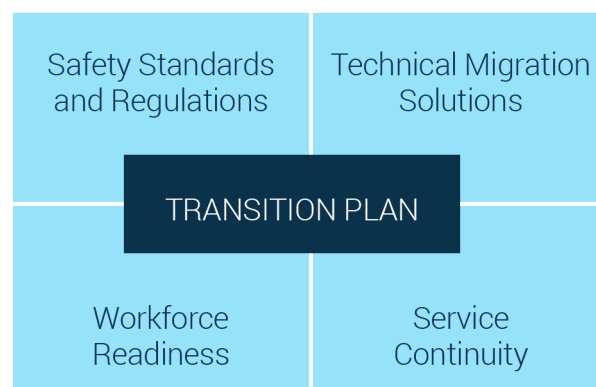 Safety Standards
and Regulations
Technical Migration
Solutions
TRANSITION PLAN
Workforce
Readiness
Service
Continuity